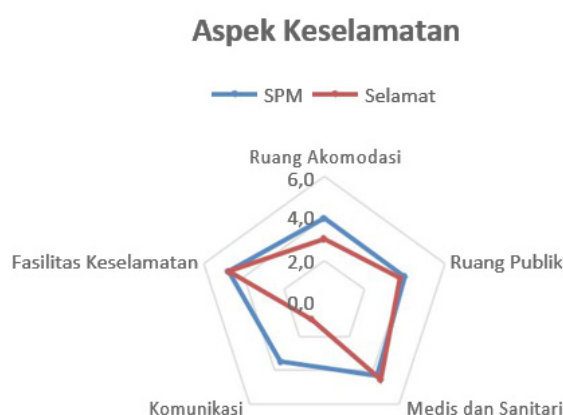 Aspek Keselamatan
SPM Selamat
Ruang Akomodasi
6,0
4,0
Fasilitas Keselamatan Ruang Publik
2,0
0,0
Komunikasi Medis dan Sanitari